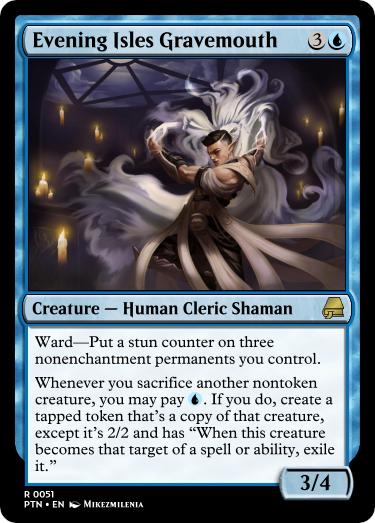 Evening Isles Gravemouth 3
Creature — Human Cleric Shaman
Ward—Put a stun counter on three
nonenchantment permanents you control.
Whenever you sacrifice another nontoken
creature, you may pay . If you do, create a
tapped token that’s a copy of that creature,
except it’s 2/2 and has “When this creature
becomes that target of a spell or ability, exile
it.”
3/4
R 0051
PTN • EN Mikezmilenia